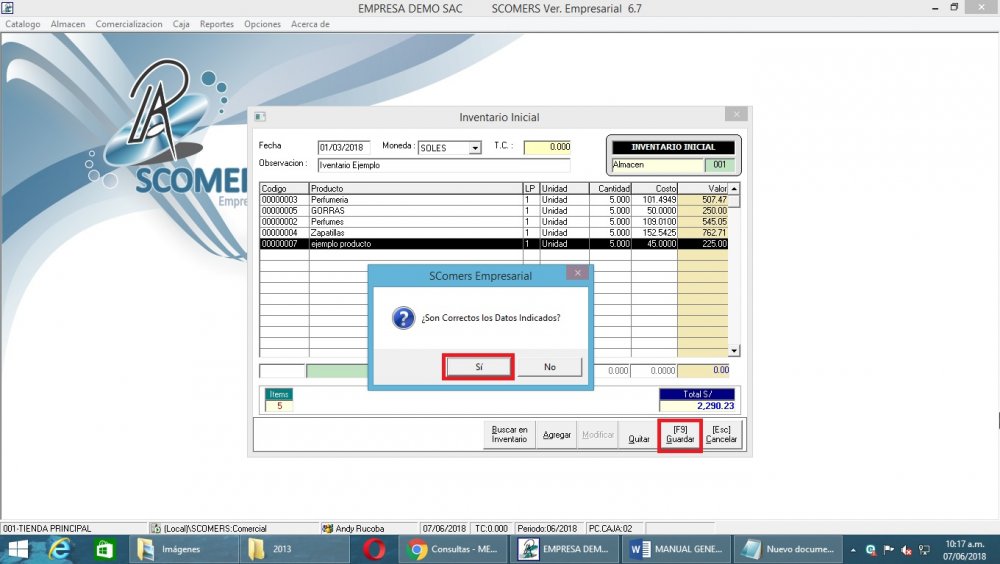 EMPRESA DEMO SAC SCOMERS Ver. Empresarial 6.7
Catalogo Almacen Comercializacion Caja Reportes Opciones Acerca de
SCOMER
Empre
Inventario Inicial
Fecha 01/03/2018 Moneda : SOLES T.C. : 0.000
INVENTARIO INICIAL
Observacion : Iventario Ejemplo
Almacen 001
Codigo Producto LP Unidad Cantidad Costo Valor
00000003 Perfumeria 1 Unidad 5.000 101.4949 507.47
00000005 GORRAS 1 Unidad 5.000 50.0000 250.00
00000002 Perfumes 1 Unidad 5.000 109.0100 545.05
00000004 Zapatillas 1 Unidad 5.000 152.5425 762.71
00000007 ejemplo producto 1 Unidad 5.000 45.0000 225.00
SComers Empresarial
? ¿Son Correctos los Datos Indicados?
Sí No
0.000 0.0000 0.00
Items
5
Total S/
2,290.23
Buscar en Inventario Agregar Modificar Quitar [F9] Guardar [Esc] Cancelar
001-TIENDA PRINCIPAL (Local)\SCOMERS:Comercial Andy Rucoba 07/06/2018 TC:0.000 Periodo:06/2018 PC.CAJA:02
Imágenes 2013 Consultas - ME... EMPRESA DEM... MANUAL GENE... Nuevo docume...
10:17 a.m.
07/06/2018